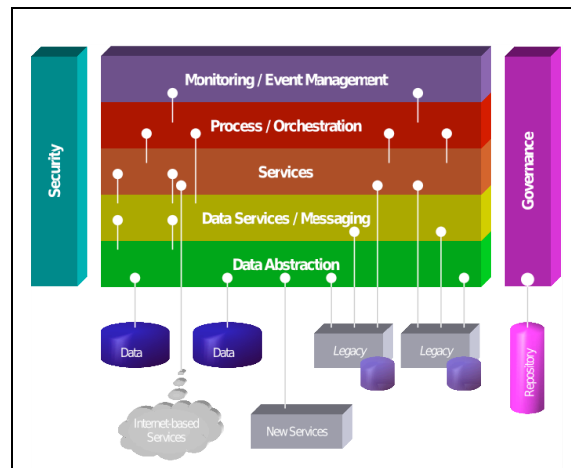 Monitoring / Event Management
Process / Orchestration
Services
Data Services / Messaging
Data Abstraction
Security
Governance
Data
Data
Legacy
Legacy
Repository
Internet-based
Services
New Services